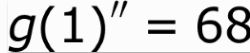 g(1)″ = 68